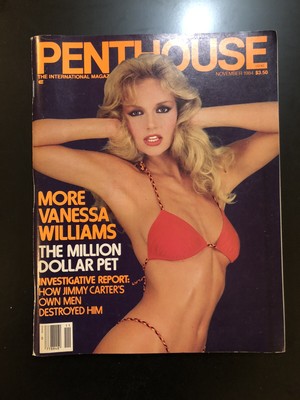 PENTHOUSE
THE INTERNATIONAL MAGAZ
NOVEMBER 1984 $3.50
MORE
VANESSA
WILLIAMS
THE MILLION
DOLLAR PET
INVESTIGATIVE REPORT:
HOW JIMMY CARTER'S
OWN MEN
DESTROYED HIM